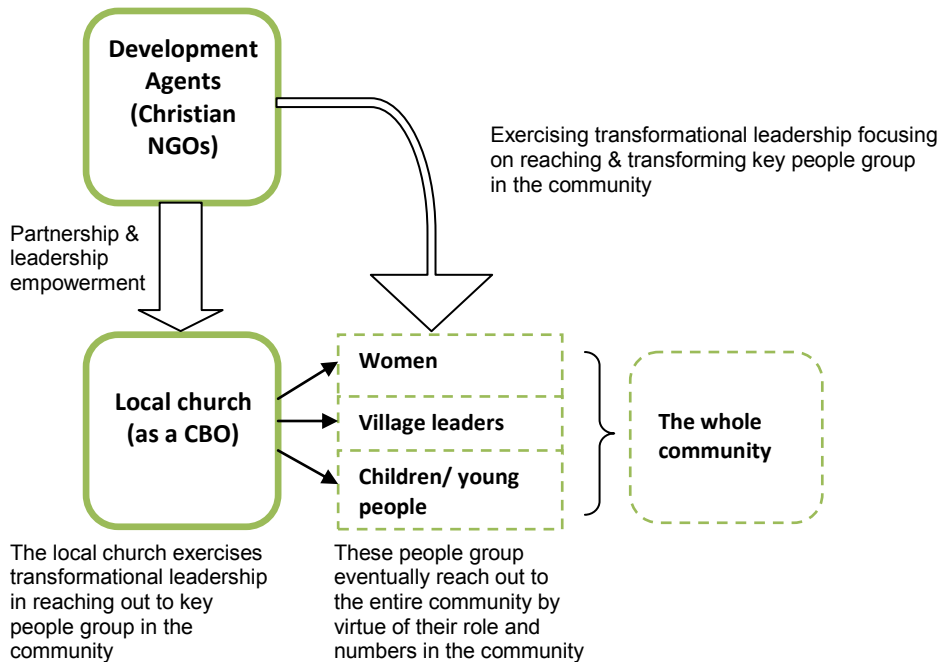 Development
Agents
(Christian
NGOs)
Exercising transformational leadership focusing
on reaching & transforming key people group
in the community
Partnership &
leadership
empowerment
Local church
(as a CBO)
Women
Village leaders
Children/ young
people
The whole
community
The local church exercises
transformational leadership
in reaching out to key
people group in the
community
These people group
eventually reach out to
the entire community by
virtue of their role and
numbers in the community